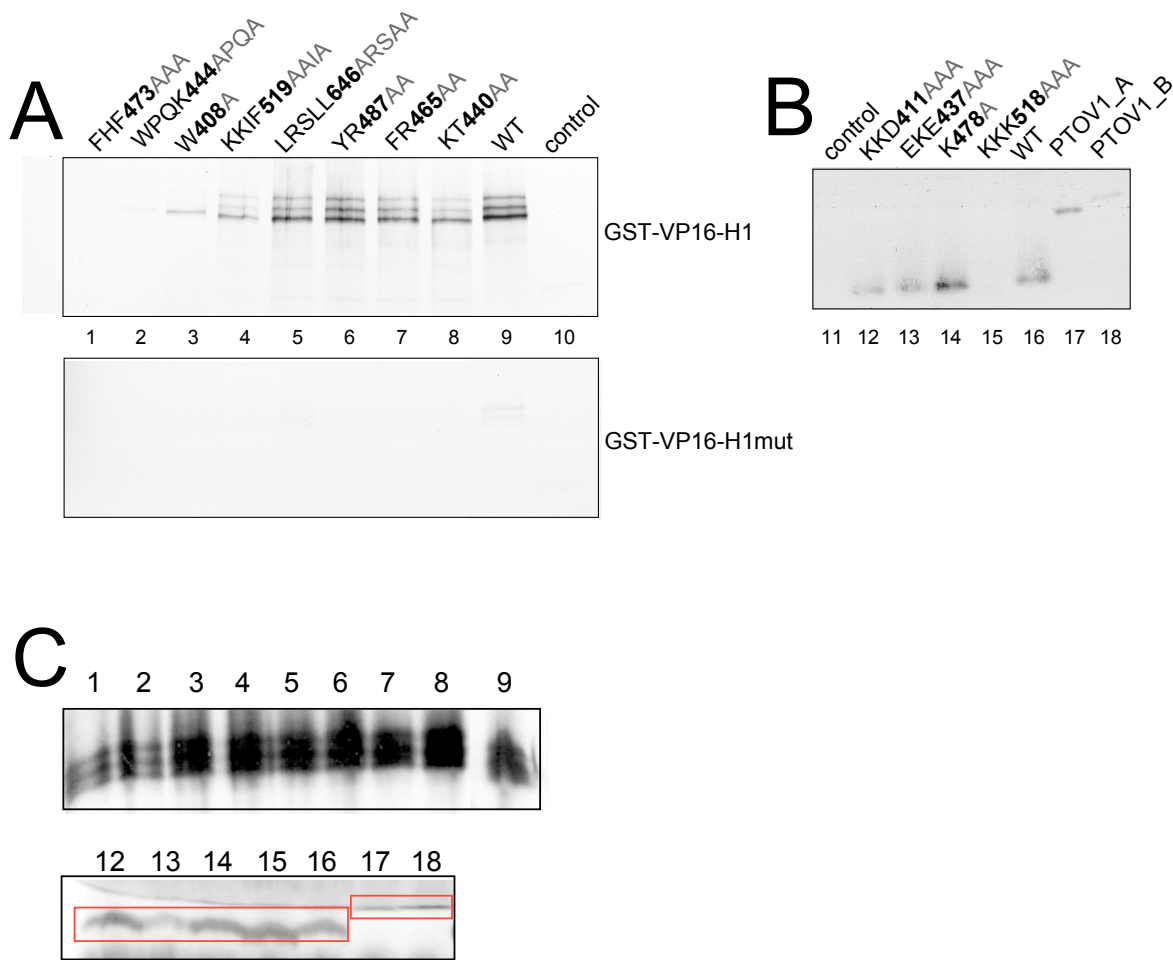 A
FHF473AAA
WPQK444APQA
W408A
KKIF519AAIA
LRSLL646ARSAA
YR487AA
FR465AA
KT440AA
WT
control
GST-VP16-H1
1 2 3 4 5 6 7 8 9 10
GST-VP16-H1mut
B
control
KKD411AAA
EKE437AAA
K478A
KKK518AAA
WT
PTOV1_A
PTOV1_B
11 12 13 14 15 16 17 18
C
1 2 3 4 5 6 7 8 9
12 13 14 15 16 17 18